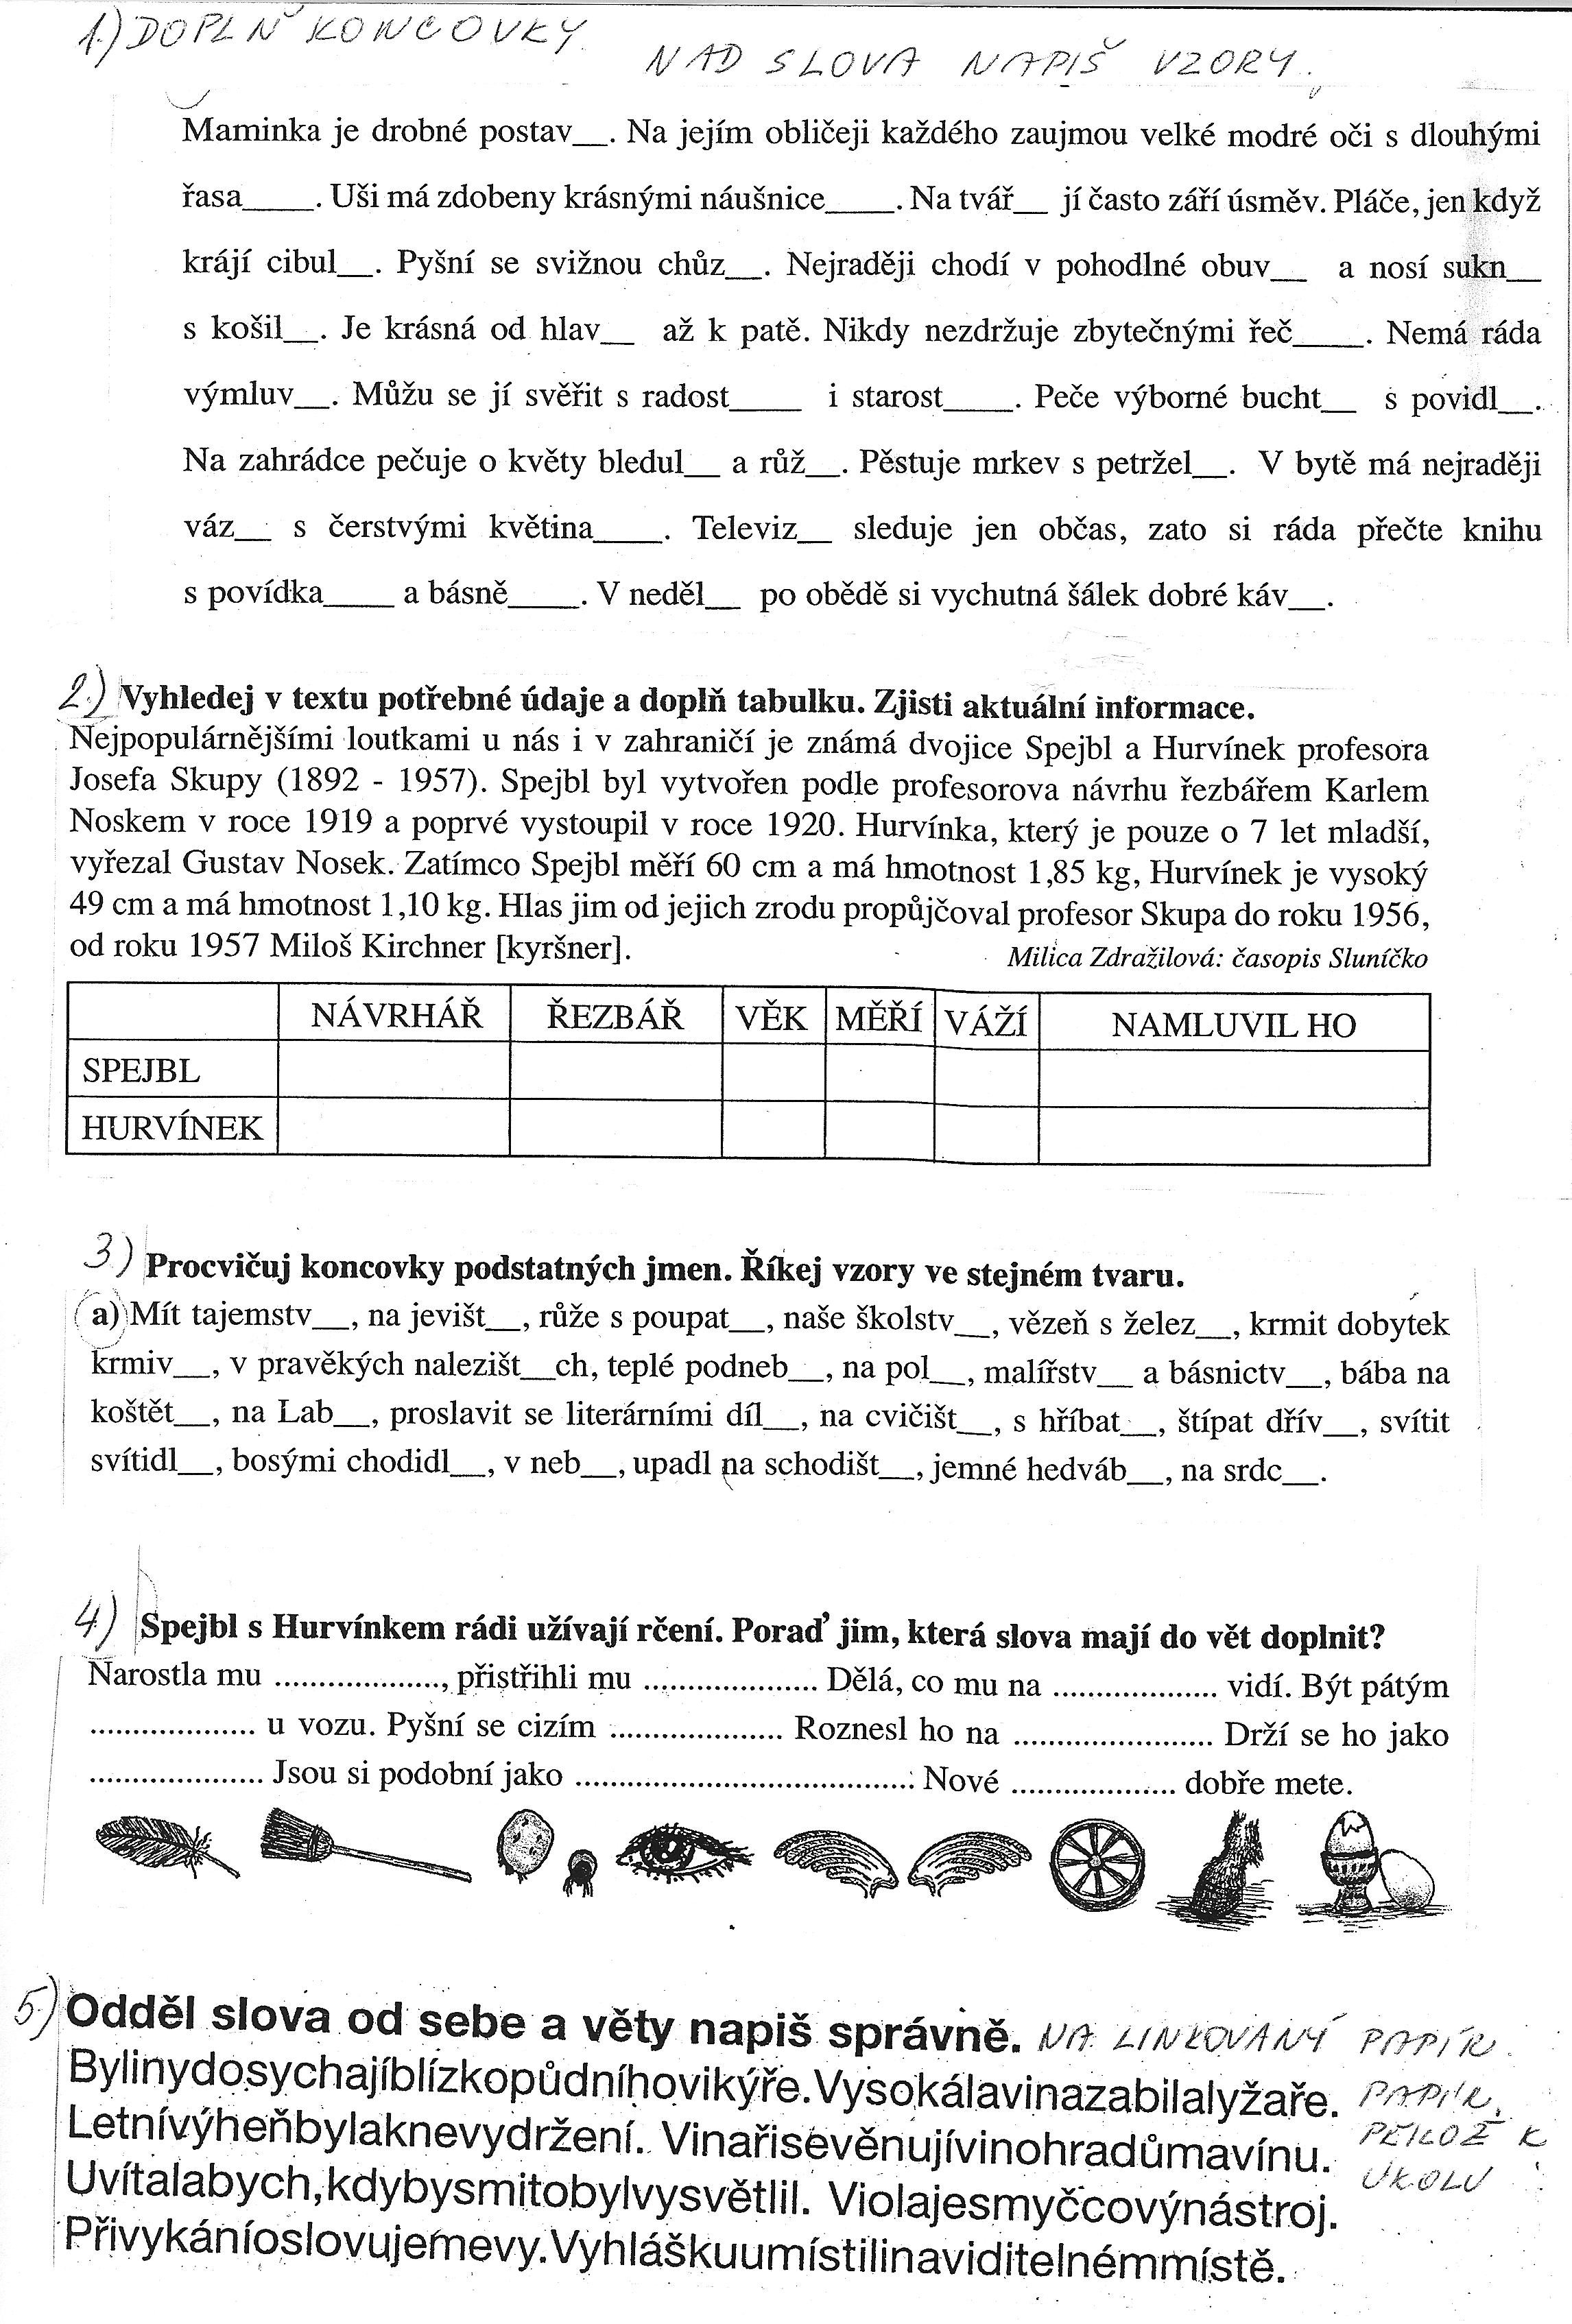 1.) DOPLŇ KONCOVKY. NAD SLOVA NAPIŠ VZORY.
Maminka je drobné postav__. Na jejím obličeji každého zaujmou velké modré oči s dlouhými
řasa____. Uši má zdobeny krásnými náušnice____. Na tvář__ jí často září úsměv. Pláče, jen když
krájí cibul__. Pyšní se svižnou chůz__. Nejraději chodí v pohodlné obuv__ a nosí sukn__
s košil__. Je krásná od hlav__ až k patě. Nikdy nezdržuje zbytečnými řeč____. Nemá ráda
výmluv__. Můžu se jí svěřit s radost____ i starost____. Peče výborné bucht__ s povidl__.
Na zahrádce pečuje o květy bledul__ a růž__. Pěstuje mrkev s petržel__. V bytě má nejraději
váz__ s čerstvými květina____. Televiz__ sleduje jen občas, zato si ráda přečte knihu
s povídka____ a básně____. V neděl__ po obědě si vychutná šálek dobré káv__.
2.) Vyhledej v textu potřebné údaje a doplň tabulku. Zjisti aktuální informace.
Nejpopulárnějšími loutkami u nás i v zahraničí je známá dvojice Spejbl a Hurvínek profesora
Josefa Skupy (1892 - 1957). Spejbl byl vytvořen podle profesorova návrhu řezbářem Karlem
Noskem v roce 1919 a poprvé vystoupil v roce 1920. Hurvínka, který je pouze o 7 let mladší,
vyřezal Gustav Nosek. Zatímco Spejbl měří 60 cm a má hmotnost 1,85 kg, Hurvínek je vysoký
49 cm a má hmotnost 1,10 kg. Hlas jim od jejich zrodu propůjčoval profesor Skupa do roku 1956,
od roku 1957 Miloš Kirchner [kyršner]. Milica Zdražilová: časopis Sluníčko
NÁVRHÁŘ ŘEZBÁŘ VĚK MĚŘÍ VÁŽÍ NAMLUVIL HO
SPEJBL
HURVÍNEK
3.) Procvičuj koncovky podstatných jmen. Říkej vzory ve stejném tvaru.
a) Mít tajemstv__, na jevišt__, růže s poupat__, naše školstv__, vězeň s želez__, krmit dobytek
krmiv__, v pravěkých nalezišt__ch, teplé podneb__, na pol__, malířstv__ a básnictv__, bába na
koštět__, na Lab__, proslavit se literárními díl__, na cvičišt__, s hříbat__, štípat dřív__, svítit
svítidl__, bosými chodidl__, v neb__, upadl na schodišt__, jemné hedváb__, na srdc__.
4.) Spejbl s Hurvínkem rádi užívají rčení. Poraď jim, která slova mají do vět doplnit?
Narostla mu ..................., přistřihli mu .................... Dělá, co mu na ................... vidí. Být pátým
................... u vozu. Pyšní se cizím .................... Roznesl ho na ....................... Drží se ho jako
.................... Jsou si podobní jako ...................................... Nové ................... dobře mete.
5.) Odděl slova od sebe a věty napiš správně. NA LINKOVANÝ PAPÍR.
Bylinydosychajíblízkopůdníhovikýře.Vysokálavinazabilalyžaře. PAPÍR
Letnívýheňbylaknevydržení. Vinařisevěnujívinohradůmavínu. PŘILOŽ K
Uvítalabych,kdybysmitobylvysvětlil. Violajesmyčcovýnástroj. ÚKOLU
Přivykáníoslovujemevy.Vyhláškuumístilinaviditelnémmístě.